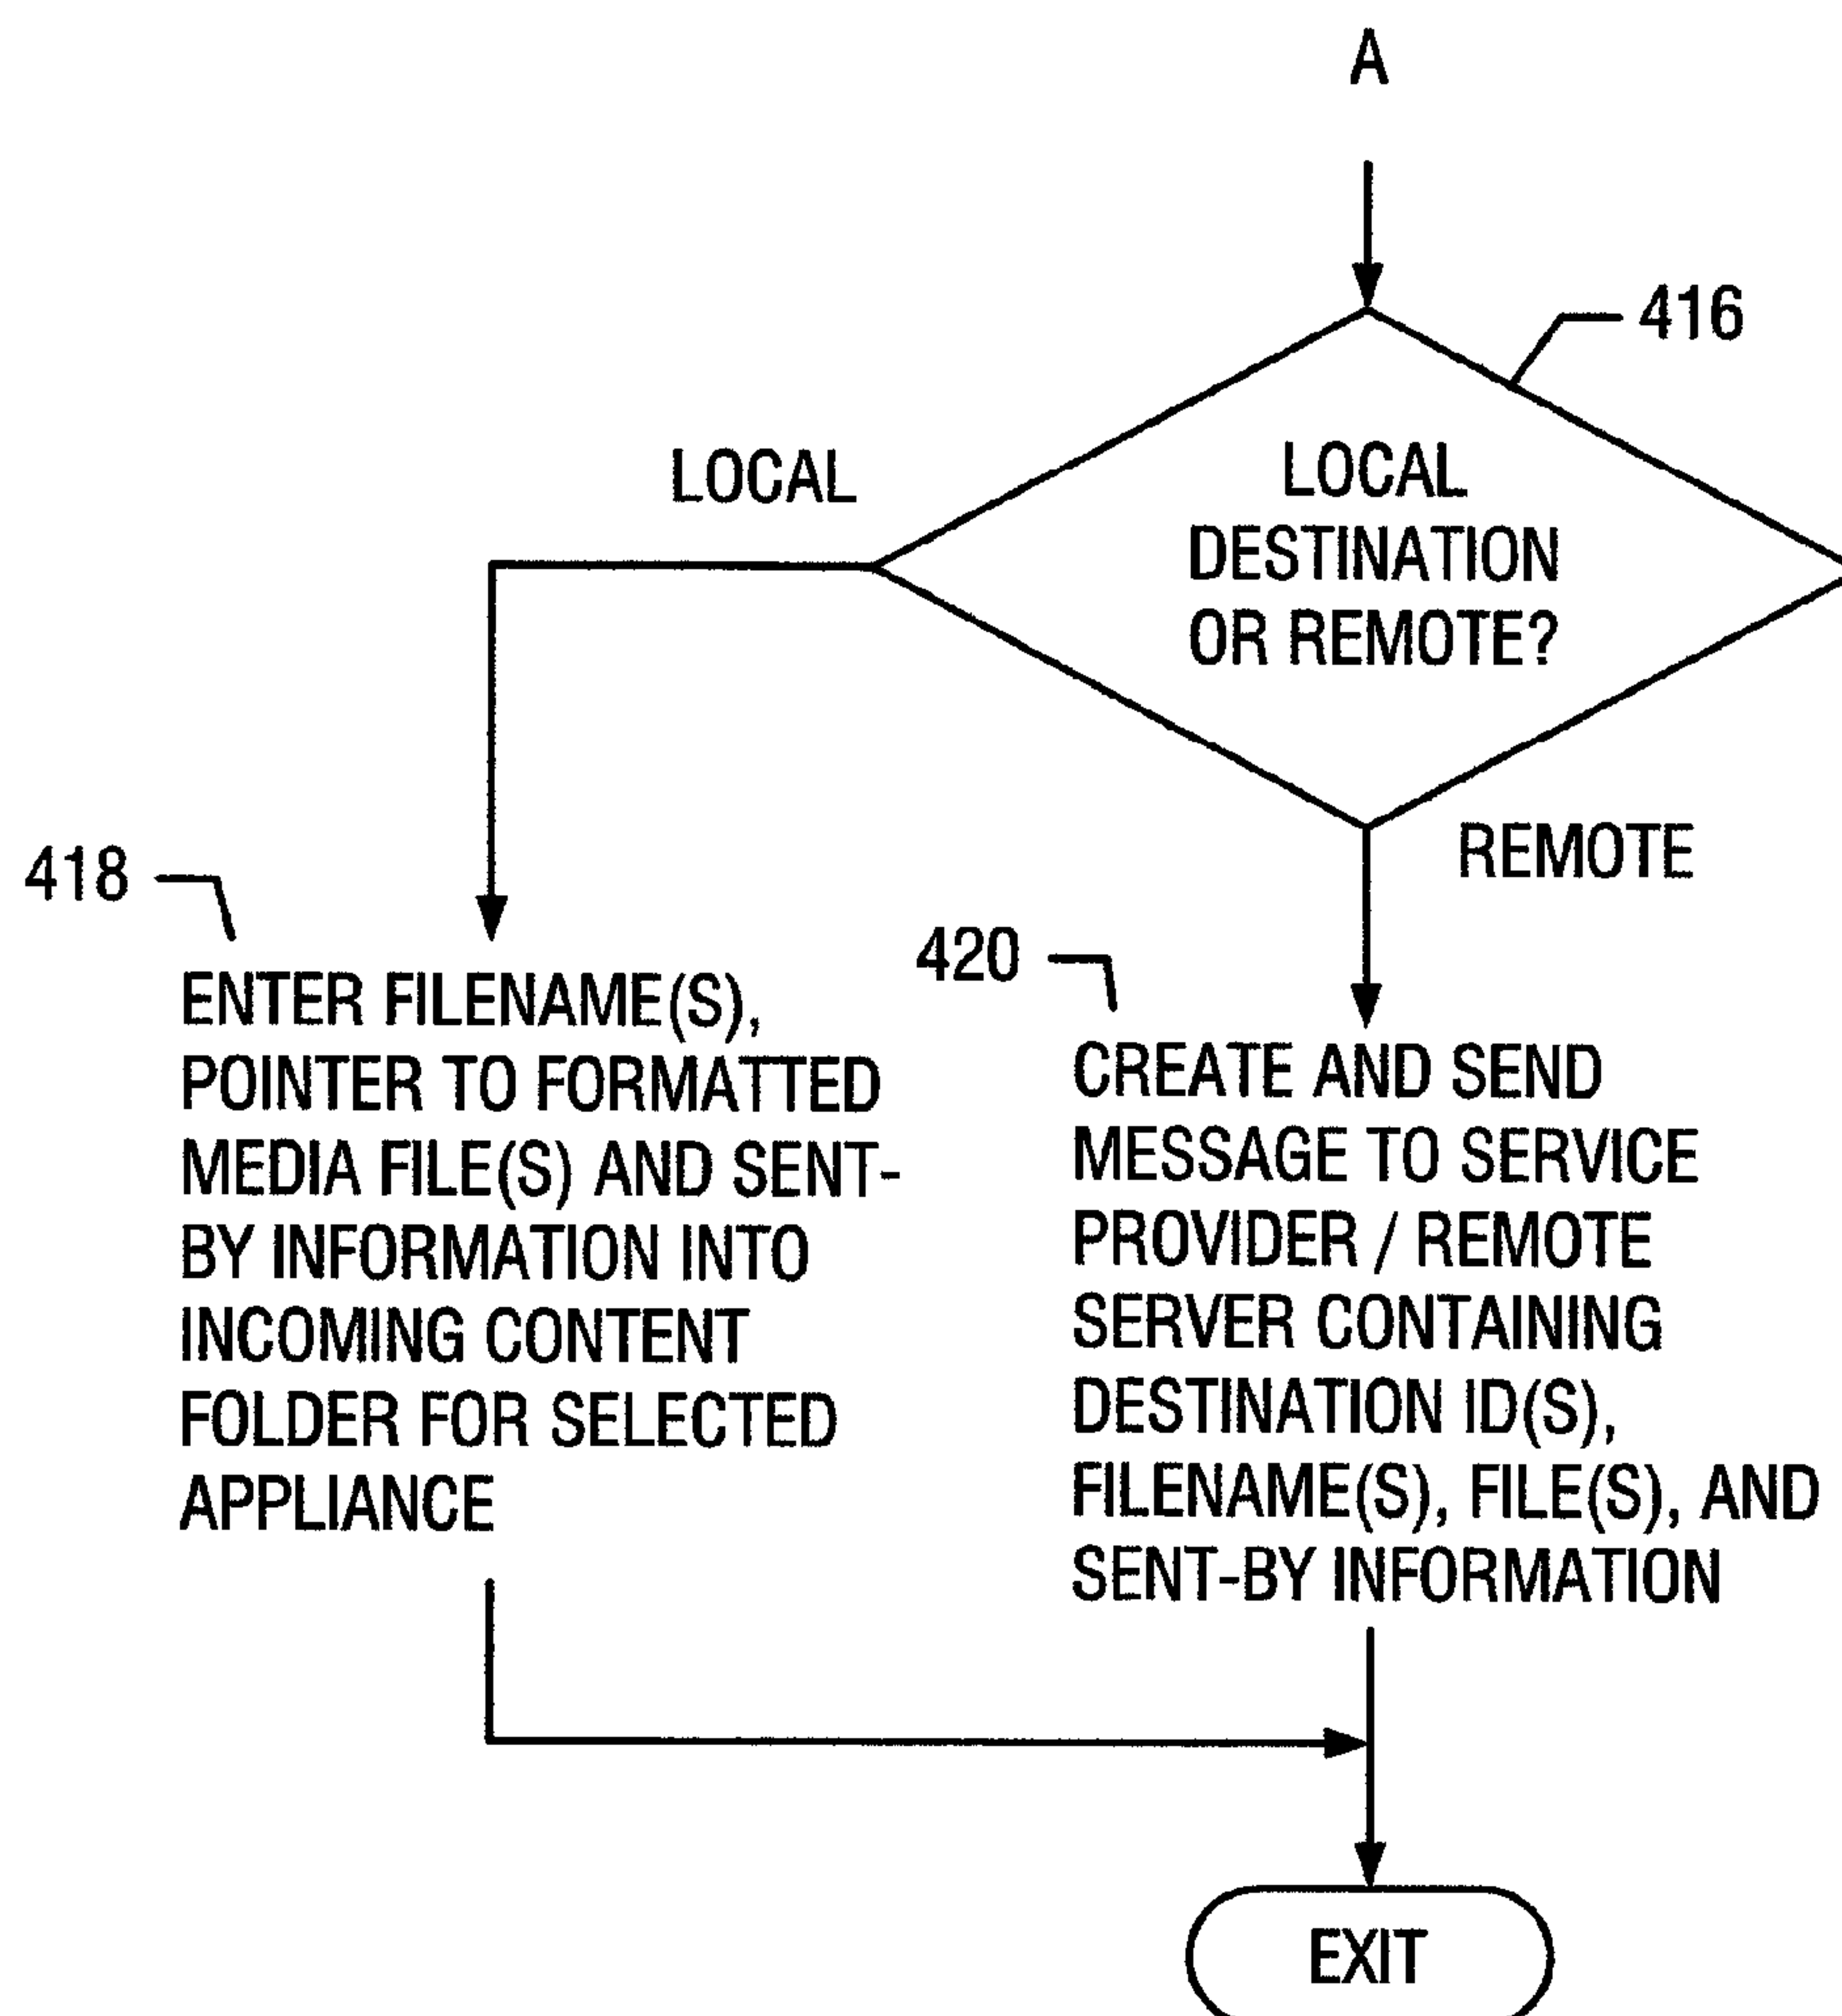 A
416
LOCAL
LOCAL
DESTINATION
OR REMOTE?
REMOTE
418
ENTER FILENAME(S),
POINTER TO FORMATTED
MEDIA FILE(S) AND SENT-
BY INFORMATION INTO
INCOMING CONTENT
FOLDER FOR SELECTED
APPLIANCE
420
CREATE AND SEND
MESSAGE TO SERVICE
PROVIDER / REMOTE
SERVER CONTAINING
DESTINATION ID(S),
FILENAME(S), FILE(S), AND
SENT-BY INFORMATION
EXIT